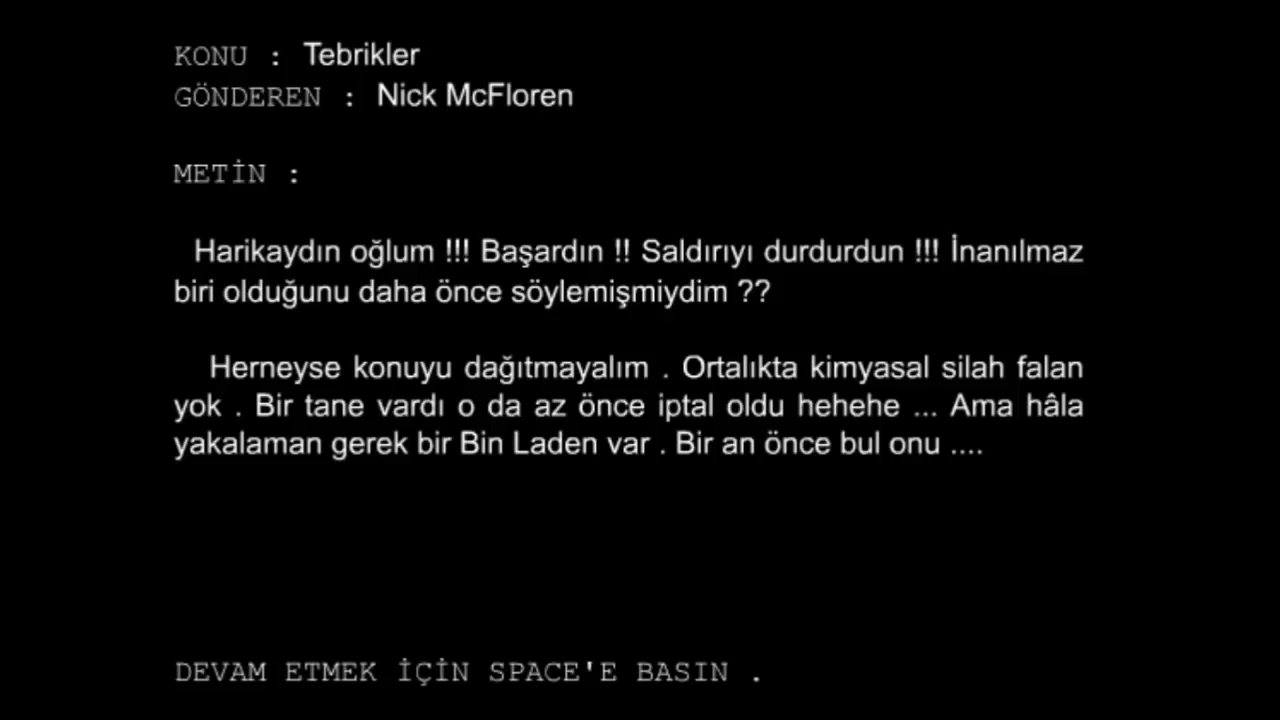 KONU : Tebrikler
GÖNDEREN : Nick McFloren
METİN :
Harikaydın oğlum !!! Başardın !! Saldırıyı durdurdun !!! İnanılmaz
biri olduğunu daha önce söylemişmiydim ??
Herneyse konuyu dağıtmayalım . Ortalıkta kimyasal silah falan
yok . Bir tane vardı o da az önce iptal oldu hehehe ... Ama hâla
yakalaman gerek bir Bin Laden var . Bir an önce bul onu ....
DEVAM ETMEK İÇİN SPACE'E BASIN .